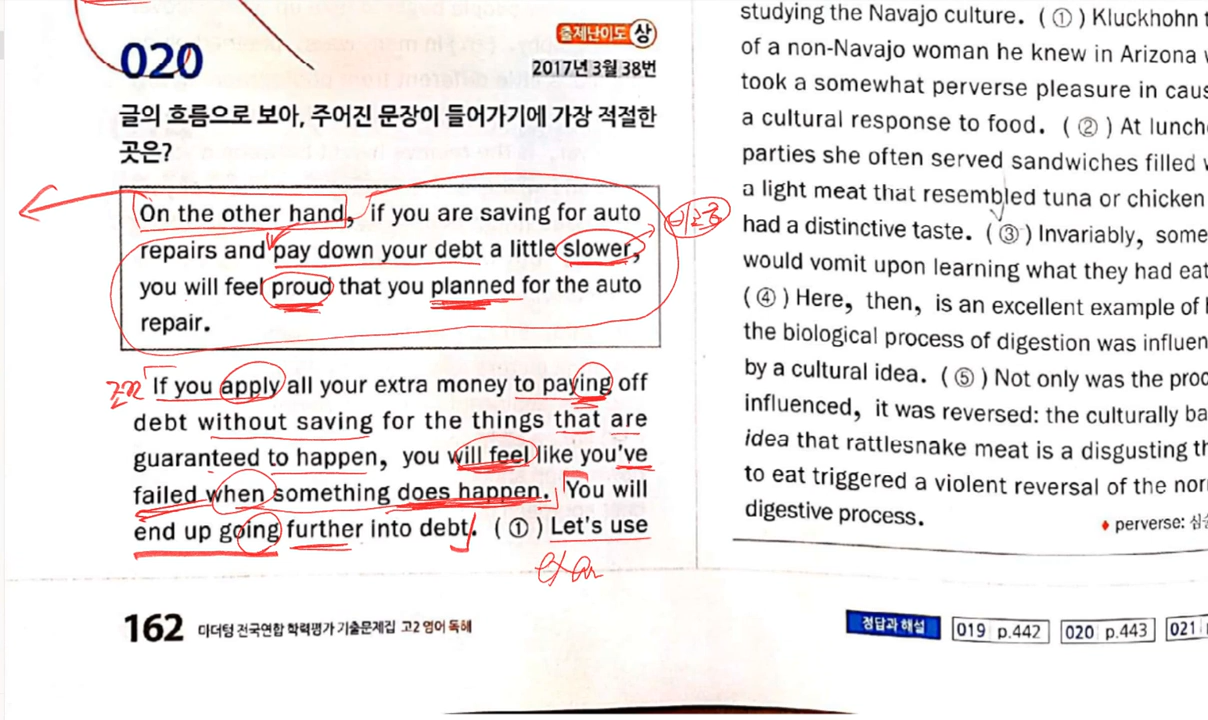 020
출제난이도 상
2017년 3월 38번
글의 흐름으로 보아, 주어진 문장이 들어가기에 가장 적절한
곳은?
On the other hand, if you are saving for auto
repairs and pay down your debt a little slower,
you will feel proud that you planned for the auto
repair.
If you apply all your extra money to paying off
debt without saving for the things that are
guaranteed to happen, you will feel like you've
failed when something does happen. You will
end up going further into debt. ( ① ) Let's use
162 마더텅 전국연합 학력평가 기출문제집 고2 영어 독해
studying the Navajo culture. ( ① ) Kluckhohn
of a non-Navajo woman he knew in Arizona
took a somewhat perverse pleasure in
a cultural response to food. ( ② ) At
parties she often served sandwiches filled
a light meat that resembled tuna or chicken
had a distinctive taste. ( ③ ) Invariably, some
would vomit upon learning what they had
( ④ ) Here, then, is an excellent example of
the biological process of digestion was
by a cultural idea. ( ⑤ ) Not only was the
influenced, it was reversed: the culturally
idea that rattlesnake meat is a disgusting
to eat triggered a violent reversal of the
digestive process.
♦ perverse:
정답과 해설 019 p.442 020 p.443 021